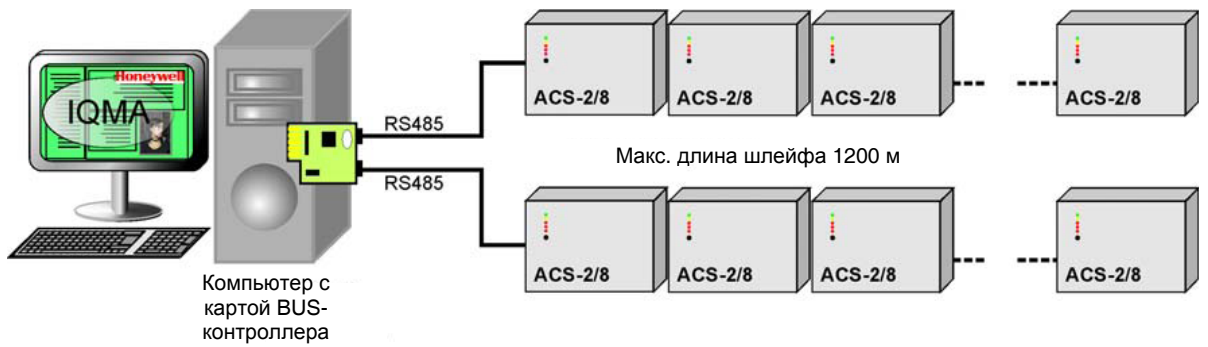 Honeywell
IQMA
RS485
RS485
ACS-2/8
ACS-2/8
ACS-2/8
ACS-2/8
Макс. длина шлейфа 1200 м
ACS-2/8
ACS-2/8
ACS-2/8
ACS-2/8
Компьютер с
картой BUS-
контроллера